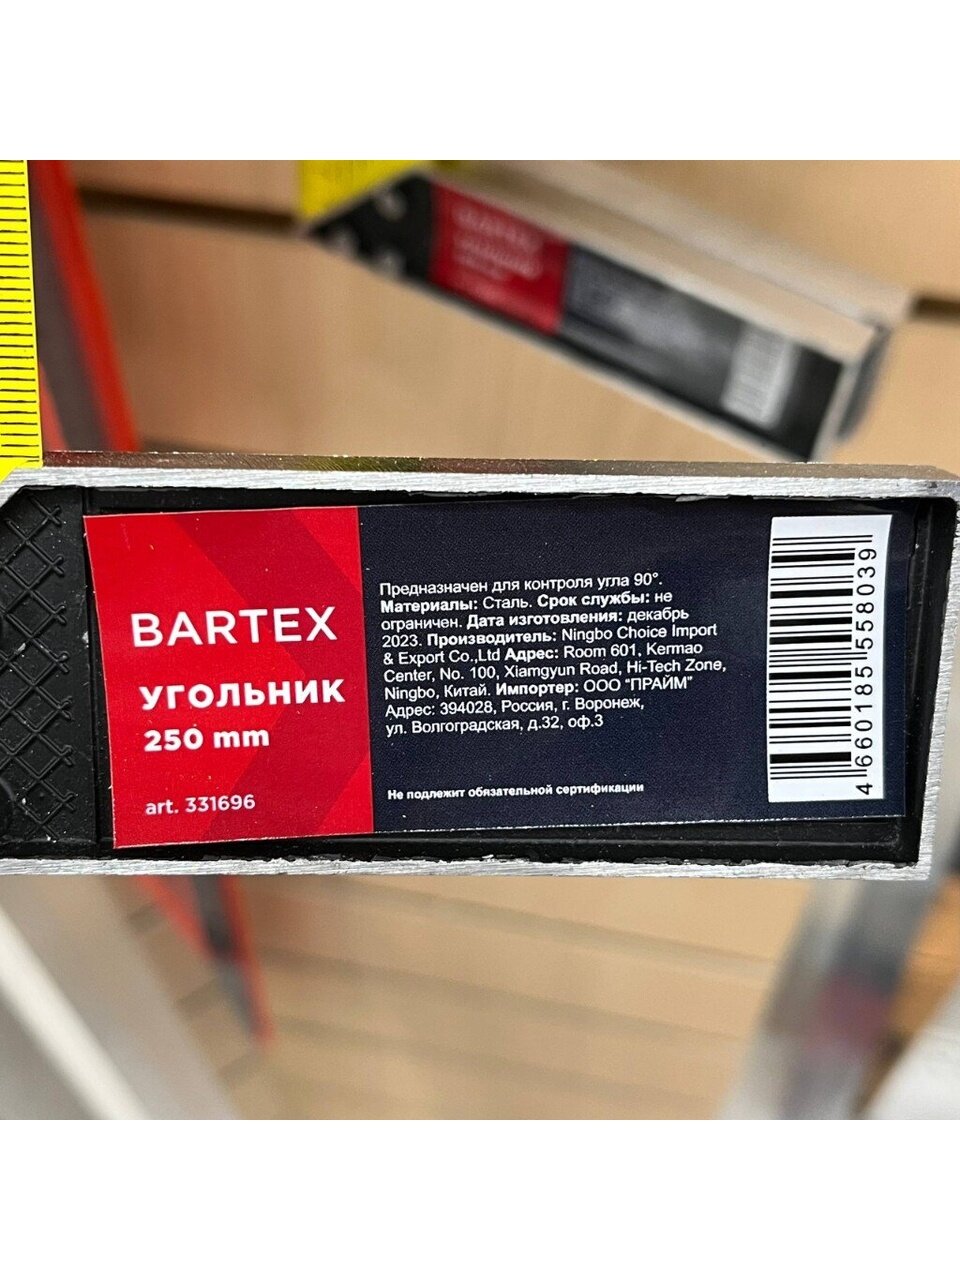 BARTEX
УГОЛЬНИК
250 mm
art. 331696
Предназначен для контроля угла 90°.
Материалы: Сталь. Срок службы: не
ограничен. Дата изготовления: декабрь
2023. Производитель: Ningbo Choice Import
& Export Co.,Ltd Адрес: Room 601, Kermao
Center, No. 100, Xiamgyun Road, Hi-Tech Zone,
Ningbo, Китай. Импортер: ООО "ПРАЙМ"
Адрес: 394028, Россия, г. Воронеж,
ул. Волгоградская, д.32, оф.3
Не подлежит обязательной сертификации
4 660185 558039